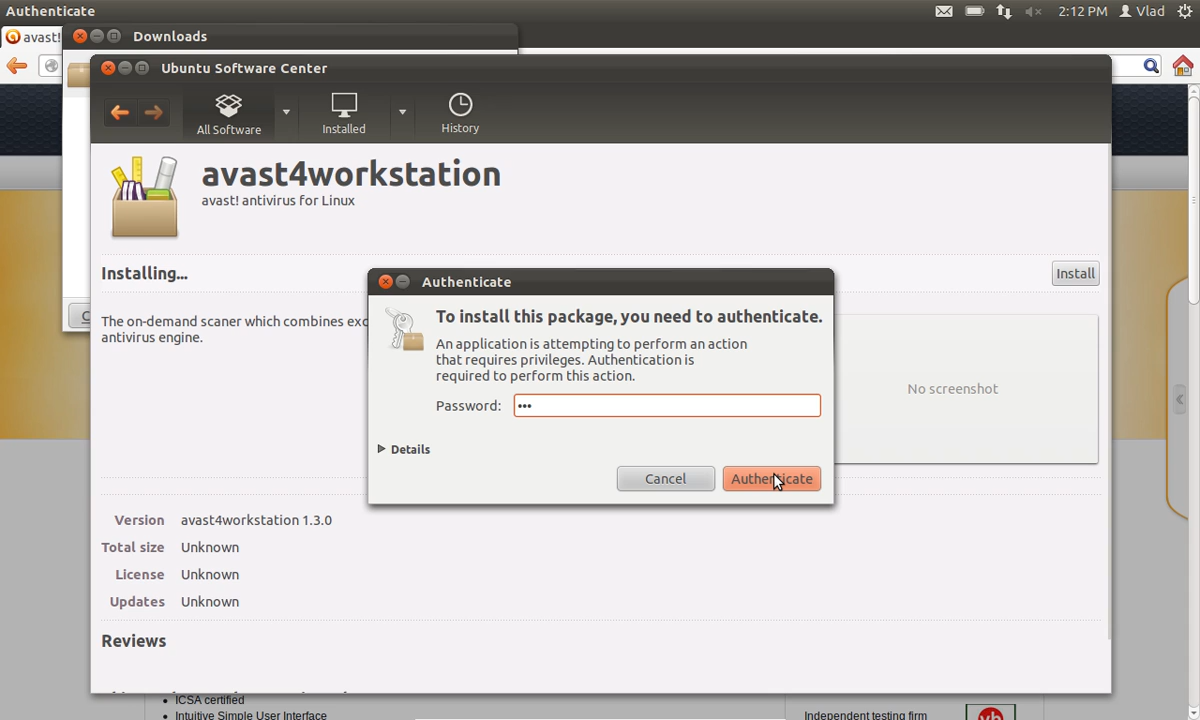 Authenticate
2:12 PM Vlad
avast!
Downloads
Ubuntu Software Center
All Software
Installed
History
avast4workstation
avast! antivirus for Linux
Installing...
Install
The on-demand scaner which combines exc
antivirus engine.
Authenticate
To install this package, you need to authenticate.
An application is attempting to perform an action
that requires privileges. Authentication is
required to perform this action.
Password: •••
Details
Cancel
Authenticate
No screenshot
Version avast4workstation 1.3.0
Total size Unknown
License Unknown
Updates Unknown
Reviews
ICSA certified
Intuitive Simple User Interface
Independent testing firm